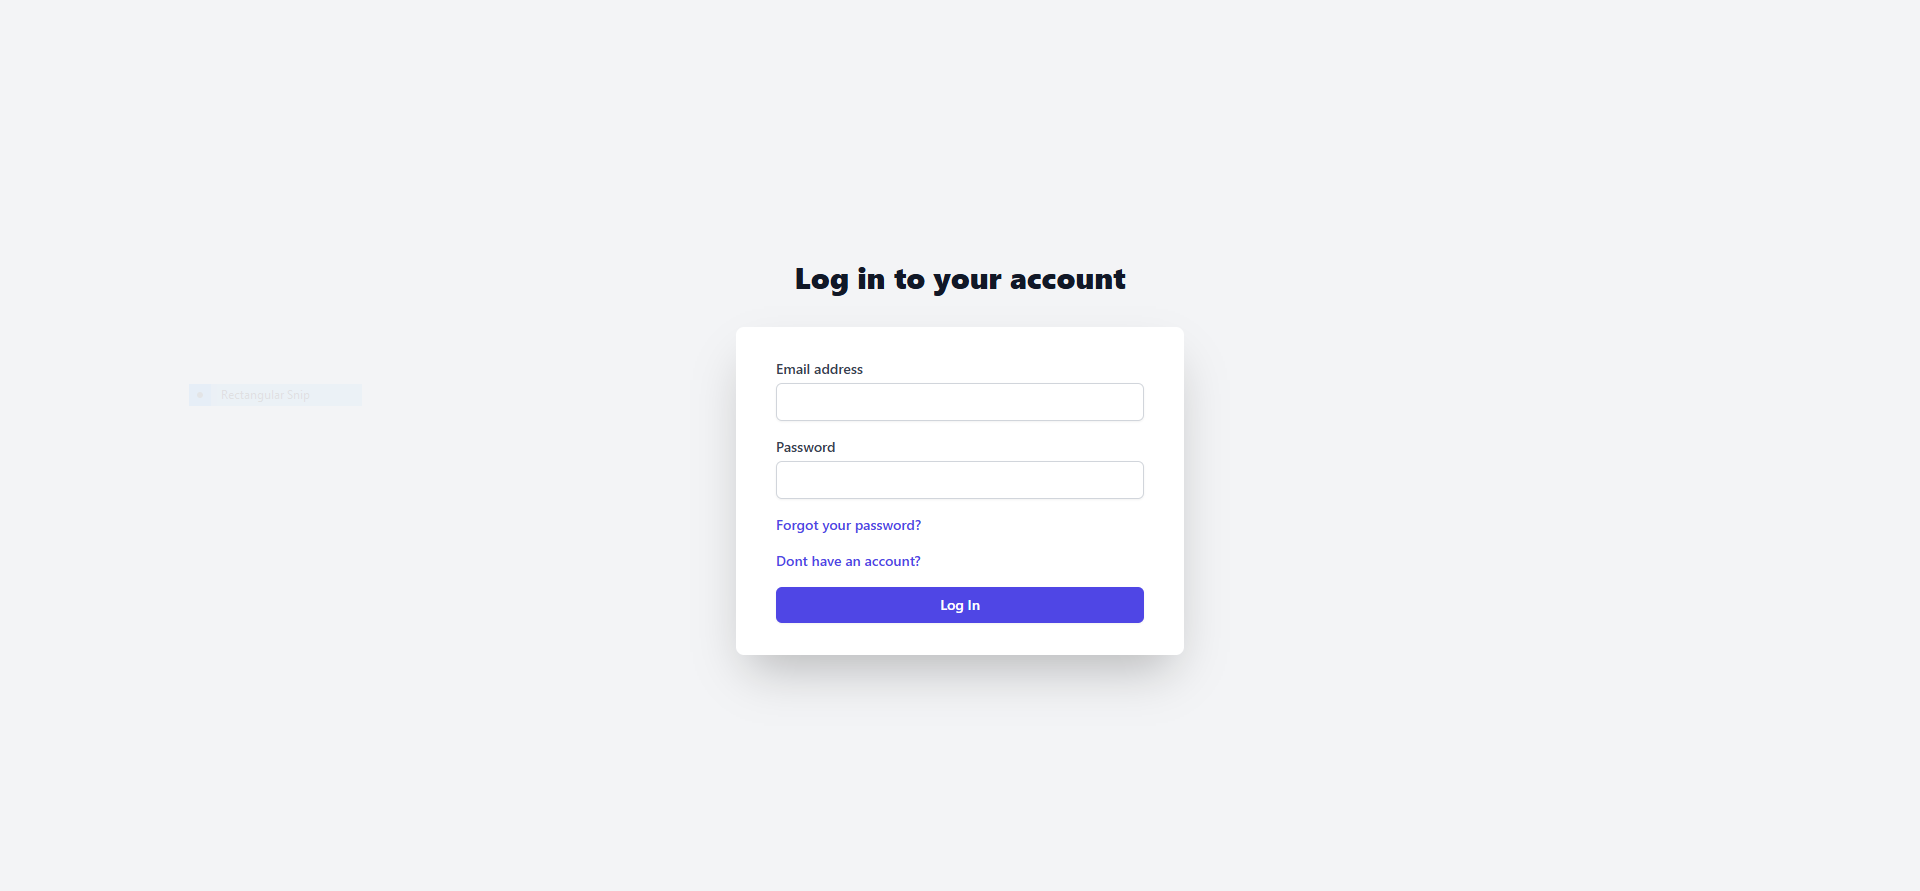 Log in to your account
Email address
Rectangular Snip
Password
Forgot your password?
Dont have an account?
Log In